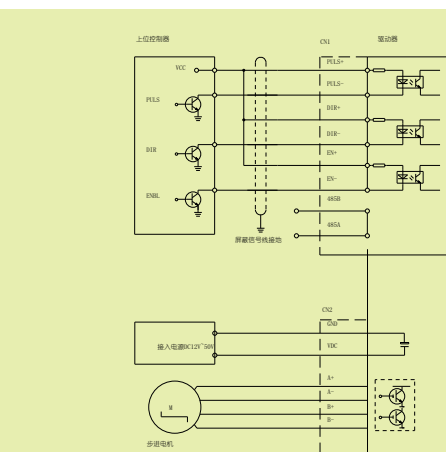 上位控制器
CN1
驱动器
VCC
PULS+
PULS-
PULS
DIR+
DIR-
DIR
EN+
EN-
ENBL
485B
485A
屏蔽信号线接地
CN2
GND
接入电源DC12V~50V
VDC
A+
A-
M
B+
B-
步进电机